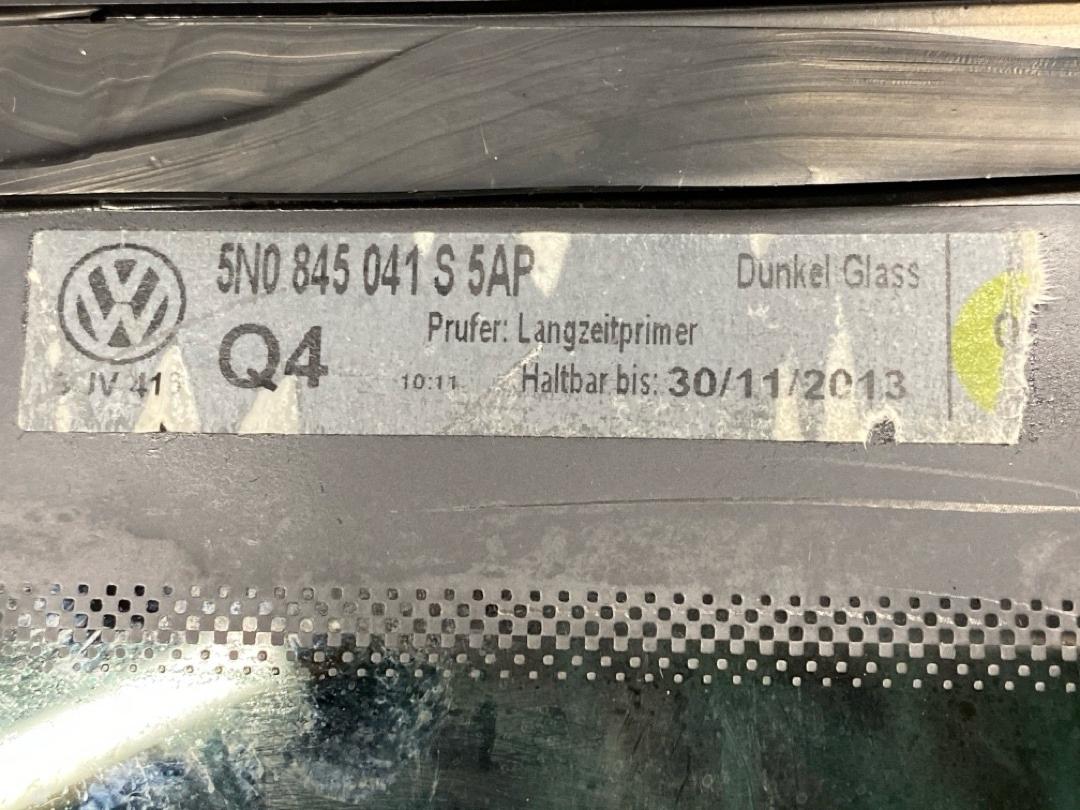 5N0 845 041 S 5AP
Dunkel Glass
Q4
Prufer: Langzeitprimer
10:11
Haltbar bis: 30/11/2013